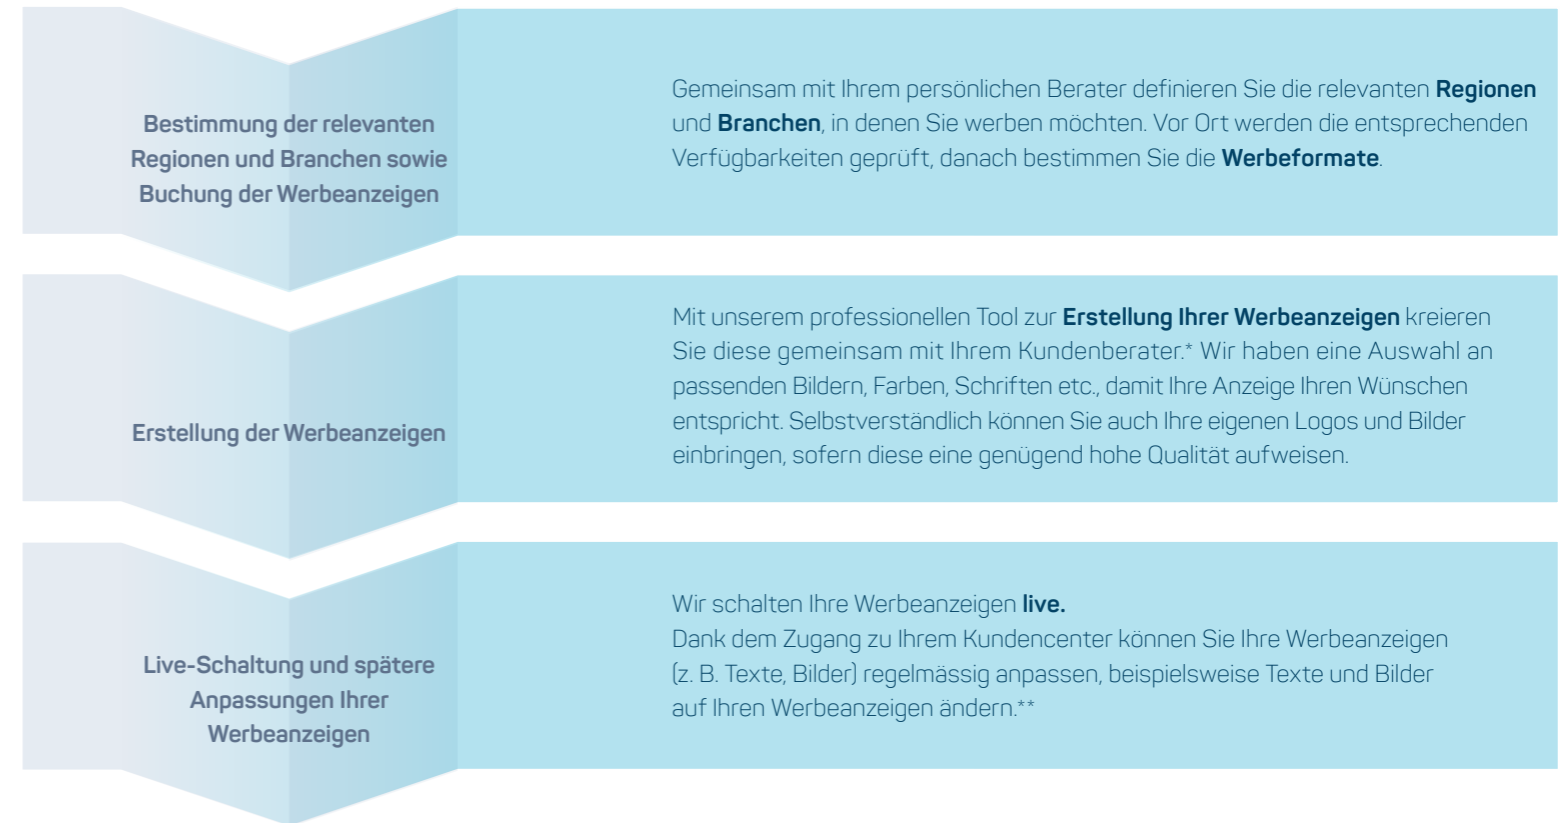 Bestimmung der relevanten
Regionen und Branchen sowie
Buchung der Werbeanzeigen
Gemeinsam mit Ihrem persönlichen Berater definieren Sie die relevanten Regionen
und Branchen, in denen Sie werben möchten. Vor Ort werden die entsprechenden
Verfügbarkeiten geprüft, danach bestimmen Sie die Werbeformate.
Erstellung der Werbeanzeigen
Mit unserem professionellen Tool zur Erstellung Ihrer Werbeanzeigen kreieren
Sie diese gemeinsam mit Ihrem Kundenberater.* Wir haben eine Auswahl an
passenden Bildern, Farben, Schriften etc., damit Ihre Anzeige Ihren Wünschen
entspricht. Selbstverständlich können Sie auch Ihre eigenen Logos und Bilder
einbringen, sofern diese eine genügend hohe Qualität aufweisen.
Live-Schaltung und spätere
Anpassungen Ihrer
Werbeanzeigen
Wir schalten Ihre Werbeanzeigen live.
Dank dem Zugang zu Ihrem Kundencenter können Sie Ihre Werbeanzeigen
(z. B. Texte, Bilder) regelmässig anpassen, beispielsweise Texte und Bilder
auf Ihren Werbeanzeigen ändern.**